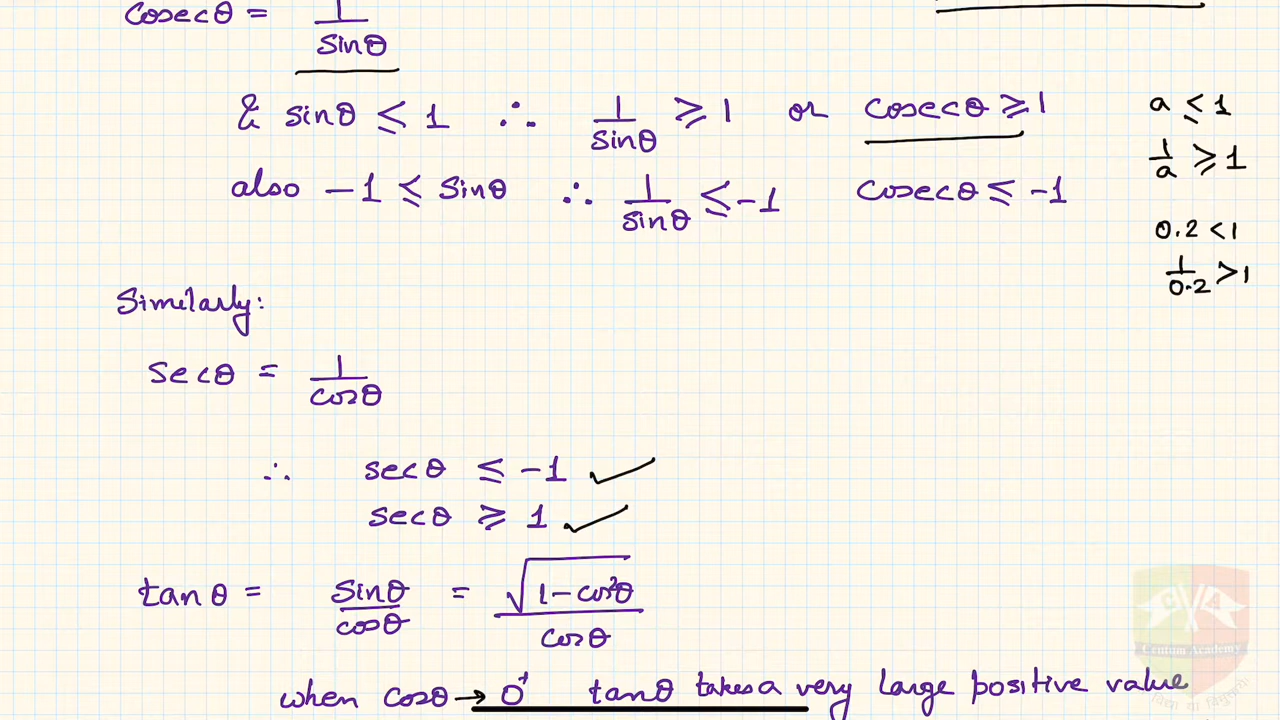 cosecθ = 1/sinθ
& sinθ ≤ 1 ∴ 1/sinθ ≥ 1 or cosecθ ≥ 1
also -1 ≤ sinθ ∴ 1/sinθ ≤ -1 cosecθ ≤ -1
a ≤ 1
1/a ≥ 1
0.2 < 1
1/0.2 > 1
Similarly:
secθ = 1/cosθ
∴ secθ ≤ -1 ✓
secθ ≥ 1 ✓
tanθ = sinθ/cosθ = √(1-cos²θ)/cosθ
when cosθ → 0⁺ tanθ takes a very large positive value
Centum Academy